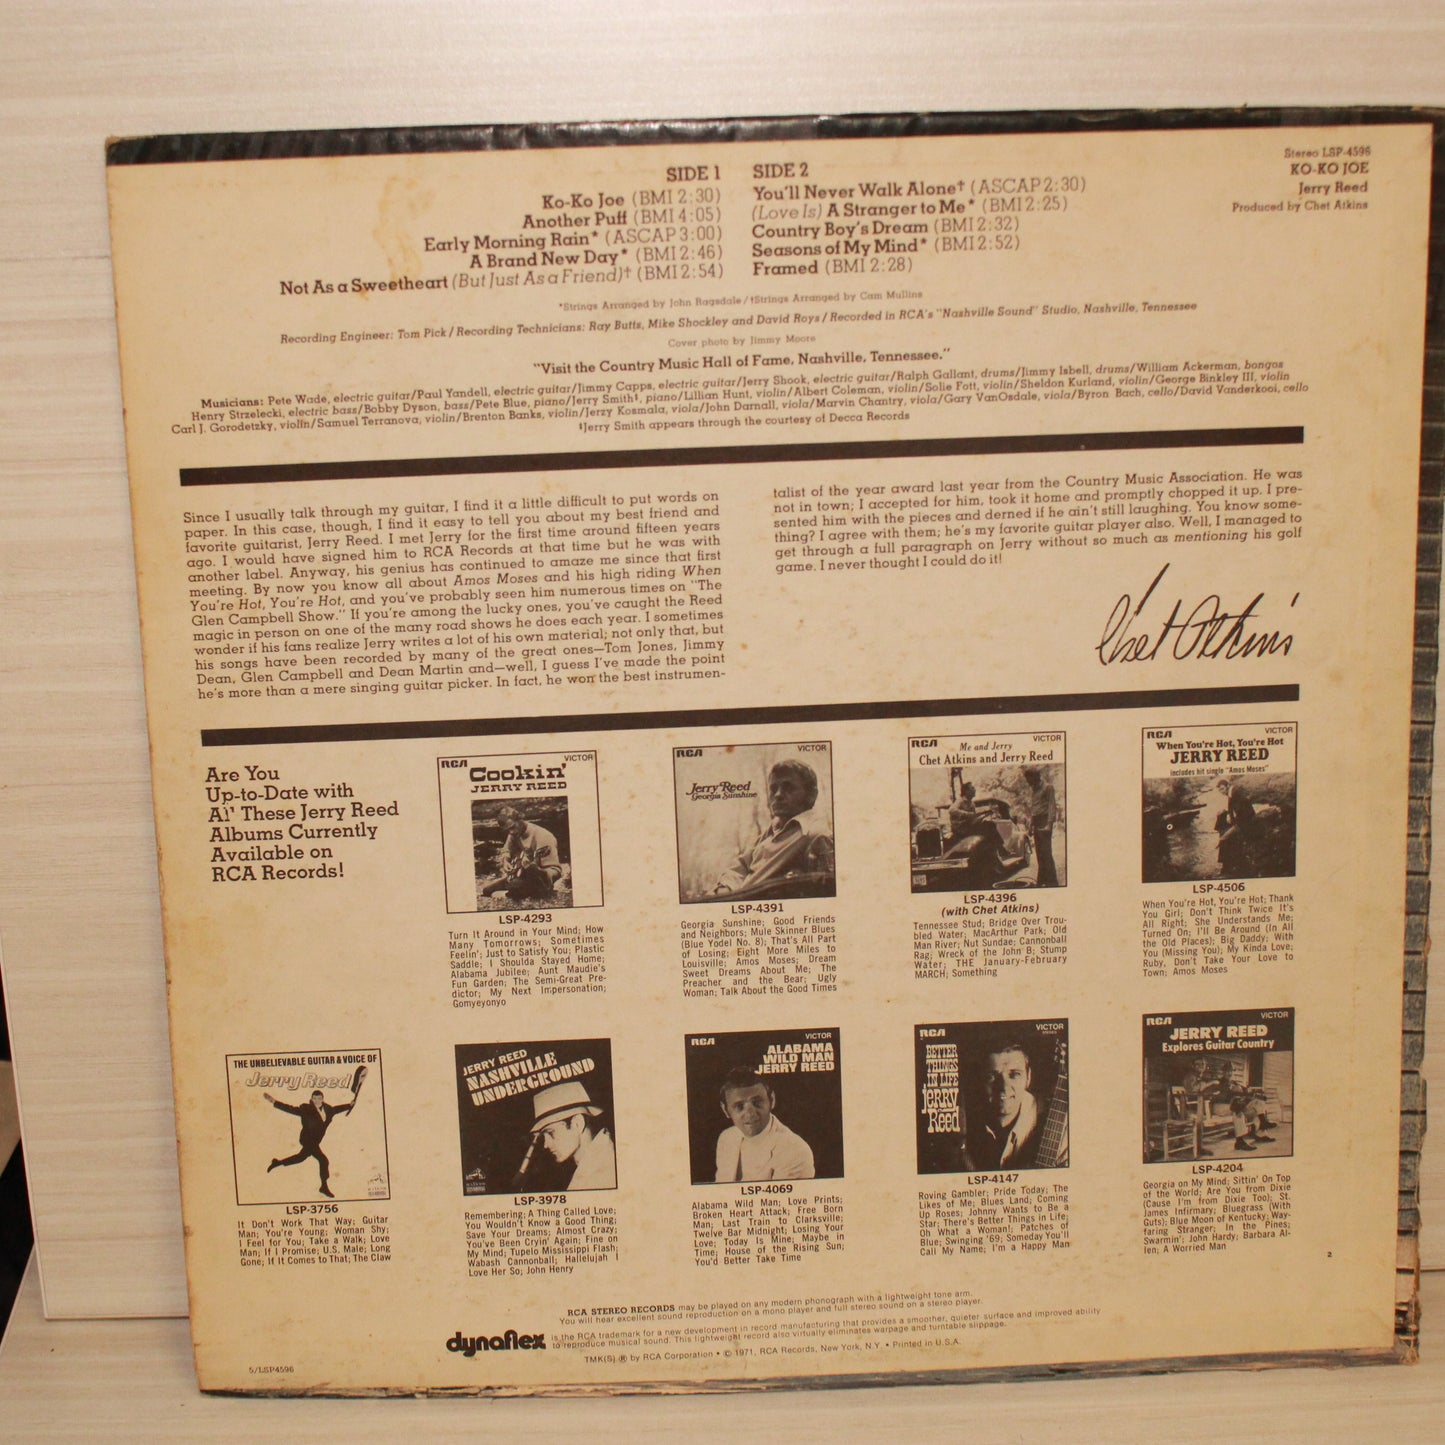 SIDE 1
Ko-Ko Joe (BMI 2:30)
Another Puff (BMI 4:05)
Early Morning Rain* (ASCAP 3:00)
A Brand New Day* (BMI 2:46)
Not As a Sweetheart (But Just As a Friend)† (BMI 2:54)
SIDE 2
You'll Never Walk Alone† (ASCAP 2:30)
(Love Is) A Stranger to Me* (BMI 2:25)
Country Boy's Dream (BMI 2:32)
Seasons of My Mind* (BMI 2:52)
Framed (BMI 2:28)
Stereo LSP-4596
KO-KO JOE
Jerry Reed
Produced by Chet Atkins
*Strings Arranged by John Ragsdale/†Strings Arranged by Cam Mullins
Recording Engineer: Tom Pick/Recording Technicians: Ray Butts, Mike Shockley and David Roys/Recorded in RCA's "Nashville Sound" Studio, Nashville, Tennessee
Cover photo by Jimmy Moore
"Visit the Country Music Hall of Fame, Nashville, Tennessee."
Musicians: Pete Wade, electric guitar/Paul Yandell, electric guitar/Jimmy Capps, electric guitar/Jerry Shook, electric guitar/Ralph Gallant, drums/Jimmy Isbell, drums/William Ackerman, bongos
Henry Strzelecki, electric bass/Bobby Dyson, bass/Pete Blue, piano/Jerry Smith‡, piano/Lillian Hunt, violin/Albert Coleman, violin/Solie Fott, violin/Sheldon Kurland, violin/George Binkley III, violin
Carl J. Gorodetzky, violin/Samuel Terranova, violin/Brenton Banks, violin/Jerzy Kosmala, viola/John Darnall, viola/Marvin Chantry, viola/Gary VanOsdale, viola/Byron Bach, cello/David Vanderkooi, cello
‡Jerry Smith appears through the courtesy of Decca Records
Since I usually talk through my guitar, I find it a little difficult to put words on
paper. In this case, though, I find it easy to tell you about my best friend and
favorite guitarist, Jerry Reed. I met Jerry for the first time around fifteen years
ago. I would have signed him to RCA Records at that time but he was with
another label. Anyway, his genius has continued to amaze me since that first
meeting. By now you know all about Amos Moses and his high riding When
You're Hot, You're Hot, and you've probably seen him numerous times on "The
Glen Campbell Show." If you're among the lucky ones, you've caught the Reed
magic in person on one of the many road shows he does each year. I sometimes
wonder if his fans realize Jerry writes a lot of his own material; not only that, but
his songs have been recorded by many of the great ones—Tom Jones, Jimmy
Dean, Glen Campbell and Dean Martin and—well, I guess I've made the point
he's more than a mere singing guitar picker. In fact, he won the best instrumen-
talist of the year award last year from the Country Music Association. He was
not in town; I accepted for him, took it home and promptly chopped it up. I pre-
sented him with the pieces and derned if he ain't still laughing. You know some-
thing? I agree with them; he's my favorite guitar player also. Well, I managed to
get through a full paragraph on Jerry without so much as mentioning his golf
game. I never thought I could do it!
Chet Atkins
Are You
Up-to-Date with
Al' These Jerry Reed
Albums Currently
Available on
RCA Records!
RCA VICTOR
Cookin'
JERRY REED
LSP-4293
Turn It Around in Your Mind; How
Many Tomorrows; Sometimes
Feelin'; Just to Satisfy You; Plastic
Saddle; I Shoulda Stayed Home;
Alabama Jubilee; Aunt Maudie's
Fun Garden; The Semi-Great Pre-
dictor; My Next Impersonation;
Gomyeyonyo
RCA VICTOR
Jerry Reed
Georgia Sunshine
LSP-4391
Georgia Sunshine; Good Friends
and Neighbors; Mule Skinner Blues
(Blue Yodel No. 8); That's All Part
of Losing; Eight More Miles to
Louisville; Amos Moses; Dream
Sweet Dreams About Me; The
Preacher and the Bear; Ugly
Woman; Talk About the Good Times
RCA VICTOR
Me and Jerry
Chet Atkins and Jerry Reed
LSP-4396
(with Chet Atkins)
Tennessee Stud; Bridge Over Trou-
bled Water; MacArthur Park; Old
Man River; Nut Sundae; Cannonball
Rag; Wreck of the John B; Stump
Water; THE January-February
MARCH; Something
RCA VICTOR
When You're Hot, You're Hot
JERRY REED
includes hit single "Amos Moses"
LSP-4506
When You're Hot, You're Hot; Thank
You Girl; Don't Think Twice It's
All Right; She Understands Me;
Turned On; I'll Be Around (In All
the Old Places); Big Daddy; With
You (Missing You); My Kinda Love;
Ruby, Don't Take Your Love to
Town; Amos Moses
THE UNBELIEVABLE GUITAR & VOICE OF
Jerry Reed
LSP-3756
It Don't Work That Way; Guitar
Man; You're Young; Woman Shy;
I Feel for You; Take a Walk; Love
Man; If I Promise; U.S. Male; Long
Gone; If It Comes to That; The Claw
JERRY REED
NASHVILLE
UNDERGROUND
LSP-3978
Remembering; A Thing Called Love;
You Wouldn't Know a Good Thing;
Save Your Dreams; Almost Crazy;
You've Been Cryin' Again; Fine on
My Mind; Tupelo Mississippi Flash;
Wabash Cannonball; Hallelujah I
Love Her So; John Henry
RCA VICTOR
ALABAMA
WILD MAN
JERRY REED
LSP-4069
Alabama Wild Man; Love Prints;
Broken Heart Attack; Free Born
Man; Last Train to Clarksville;
Twelve Bar Midnight; Losing Your
Love; Today Is Mine; Maybe in
Time; House of the Rising Sun;
You'd Better Take Time
RCA VICTOR
BETTER
THINGS
IN LIFE
Jerry
Reed
LSP-4147
Roving Gambler; Pride Today; The
Likes of Me; Blues Land; Coming
Up Roses; Johnny Wants to Be a
Star; There's Better Things in Life;
Oh What a Woman!; Patches of
Blue; Swinging '69; Someday You'll
Call My Name; I'm a Happy Man
RCA VICTOR
JERRY REED
Explores Guitar Country
LSP-4204
Georgia on My Mind; Sittin' On Top
of the World; Are You from Dixie
(Cause I'm from Dixie Too); St.
James Infirmary; Bluegrass (With
Guts); Blue Moon of Kentucky; Way-
faring Stranger; In the Pines;
Swarmin'; John Hardy; Barbara Al-
len; A Worried Man
2
RCA STEREO RECORDS may be played on any modern phonograph with a lightweight tone arm.
You will hear excellent sound reproduction on a mono player and full stereo sound on a stereo player.
dynaflex is the RCA trademark for a new development in record manufacturing that provides a smoother, quieter surface and improved ability
to reproduce musical sound. This lightweight record also virtually eliminates warpage and turntable slippage.
TMK(S) ® by RCA Corporation • © 1971, RCA Records, New York, N.Y. • Printed in U.S.A.
5/LSP4596